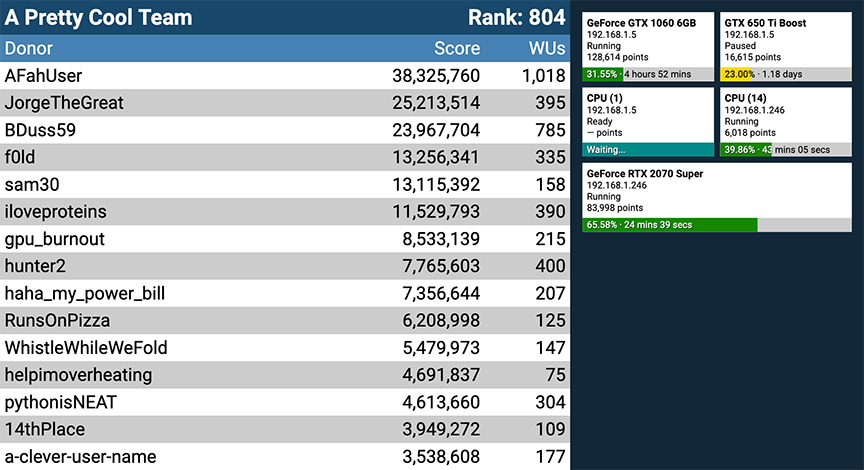 A Pretty Cool Team Rank: 804
Donor Score WUs
AFahUser 38,325,760 1,018
JorgeTheGreat 25,213,514 395
BDuss59 23,967,704 785
f0ld 13,256,341 335
sam30 13,115,392 158
iloveproteins 11,529,793 390
gpu_burnout 8,533,139 215
hunter2 7,765,603 400
haha_my_power_bill 7,356,644 207
RunsOnPizza 6,208,998 125
WhistleWhileWeFold 5,479,973 147
helpimoverheating 4,691,837 75
pythonisNEAT 4,613,660 304
14thPlace 3,949,272 109
a-clever-user-name 3,538,608 177
GeForce GTX 1060 6GB
192.168.1.5
Running
128,614 points
31.55% · 4 hours 52 mins
GTX 650 Ti Boost
192.168.1.5
Paused
16,615 points
23.00% · 1.18 days
CPU (1)
192.168.1.5
Ready
— points
Waiting...
CPU (14)
192.168.1.246
Running
6,018 points
39.86% · 43 mins 05 secs
GeForce RTX 2070 Super
192.168.1.246
Running
83,998 points
65.58% · 24 mins 39 secs